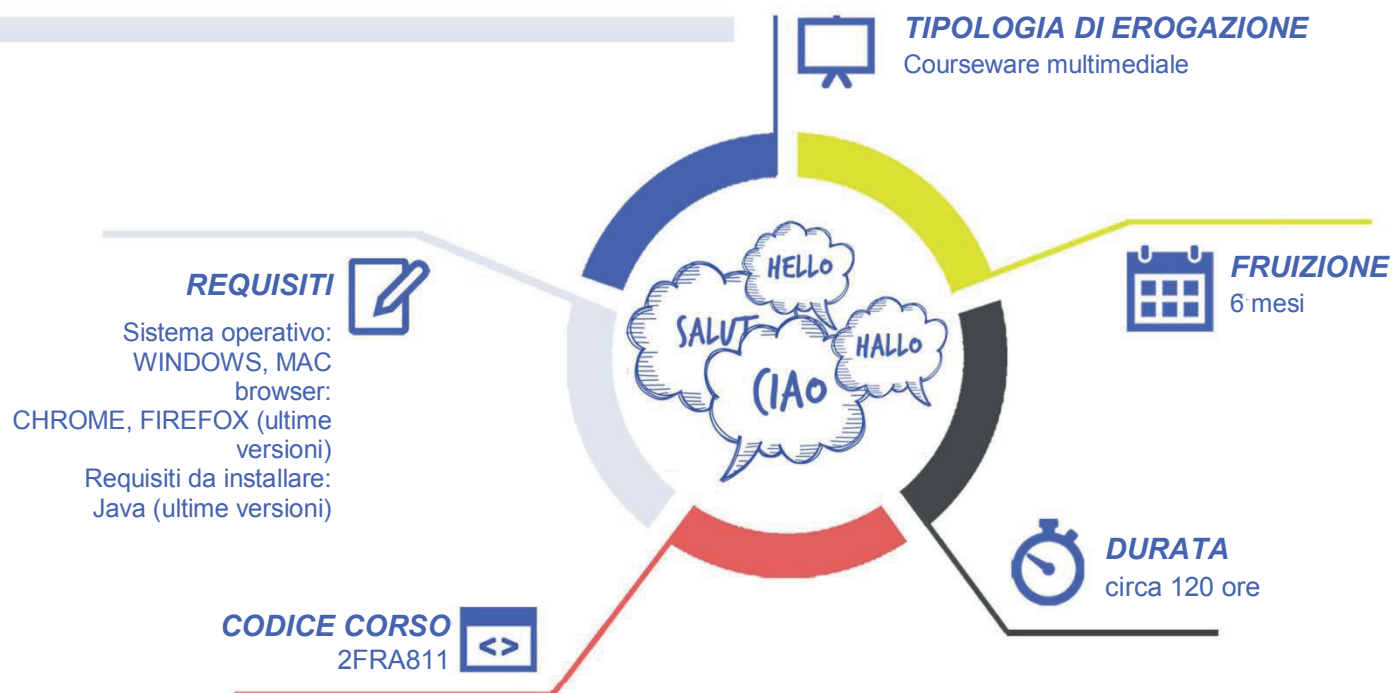 TIPOLOGIA DI EROGAZIONE
Courseware multimediale
FRUIZIONE
6 mesi
REQUISITI
Sistema operativo:
WINDOWS, MAC
browser:
CHROME, FIREFOX (ultime
versioni)
Requisiti da installare:
Java (ultime versioni)
HELLO
SALUT
HALLO
CIAO
DURATA
circa 120 ore
CODICE CORSO
2FRA811
<>